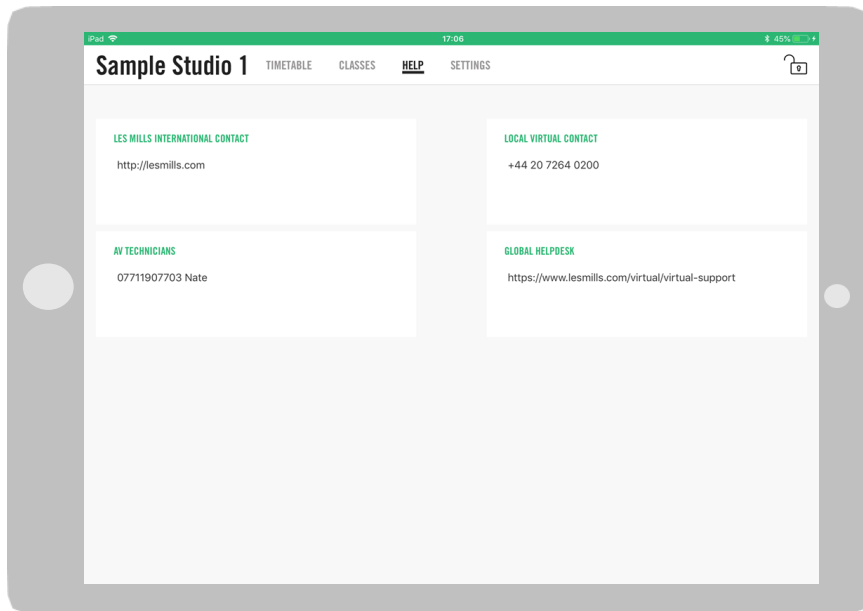 iPad 17:06 45%
Sample Studio 1 TIMETABLE CLASSES HELP SETTINGS
LES MILLS INTERNATIONAL CONTACT
http://lesmills.com
LOCAL VIRTUAL CONTACT
+44 20 7264 0200
AV TECHNICIANS
07711907703 Nate
GLOBAL HELPDESK
https://www.lesmills.com/virtual/virtual-support